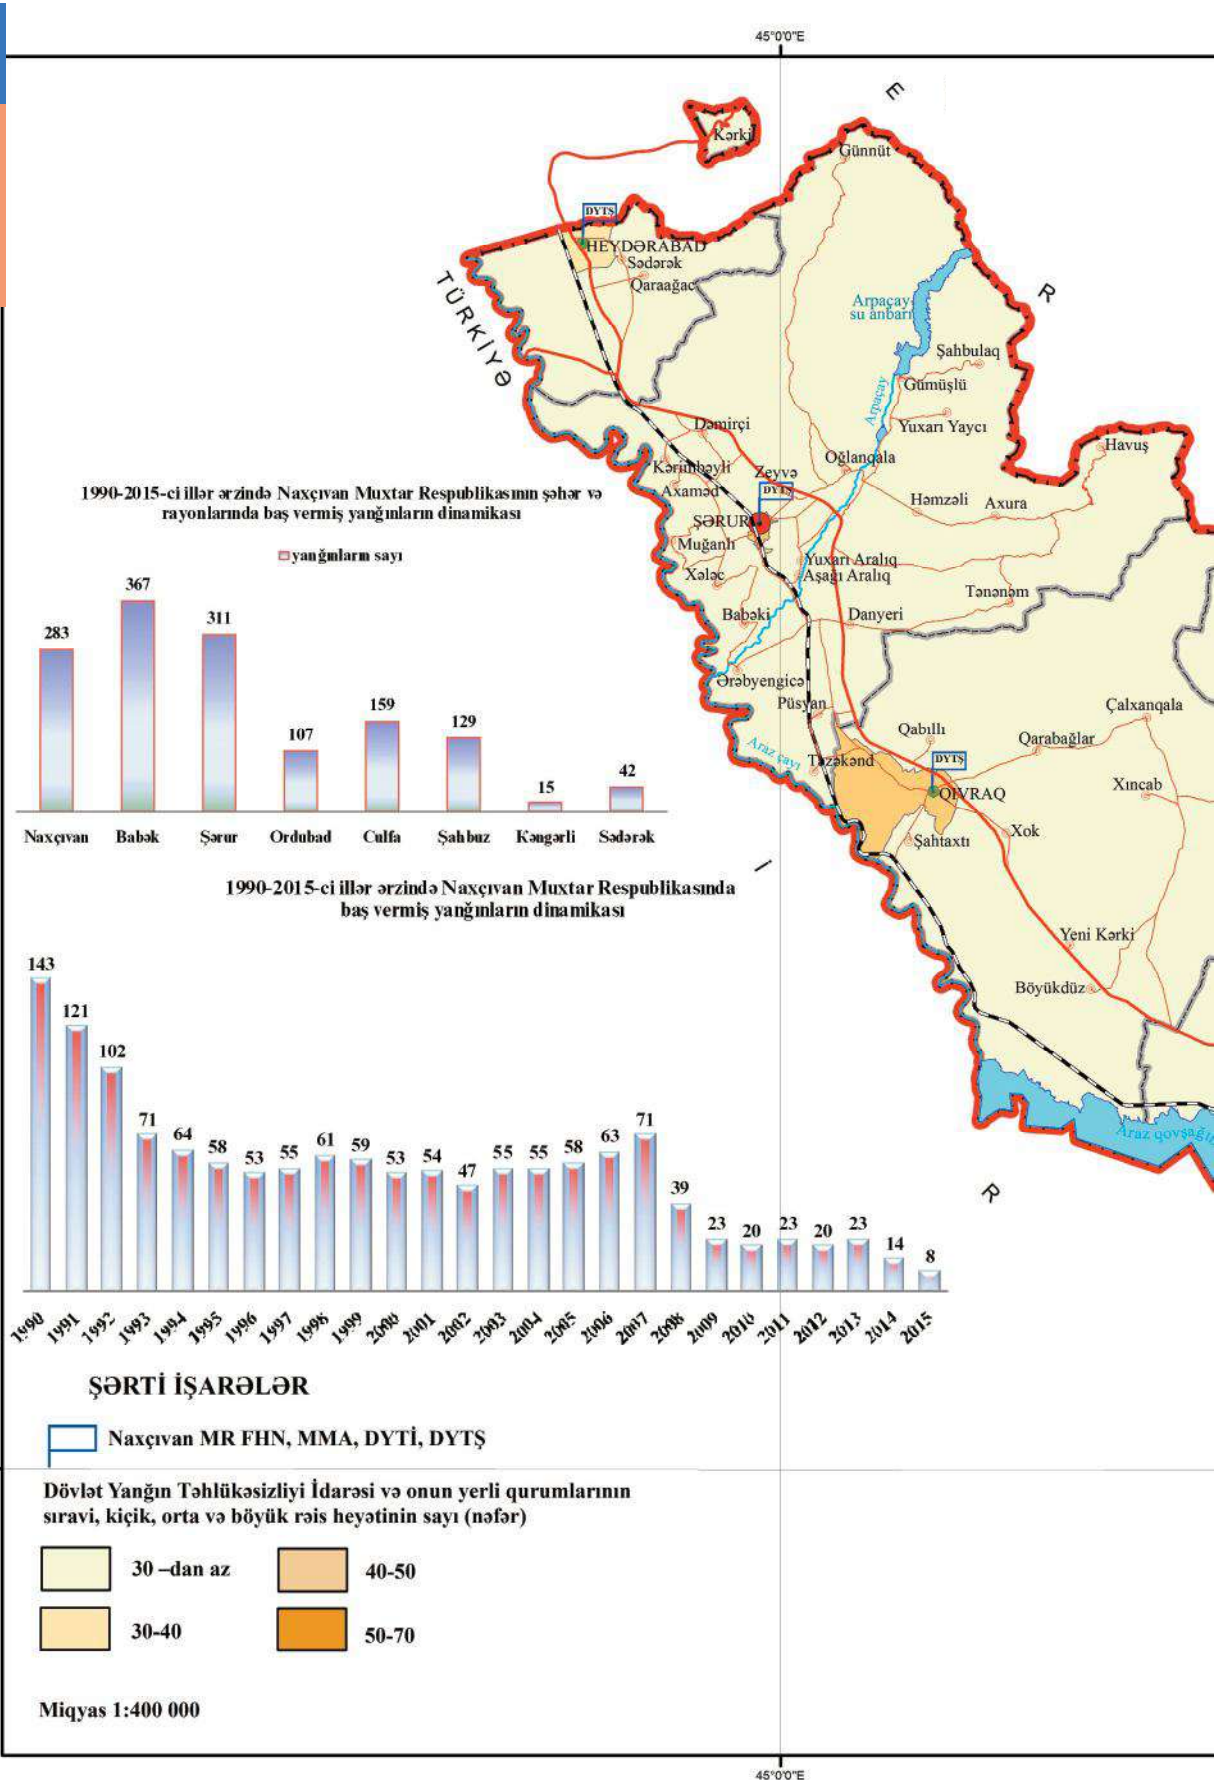 45°0'0"E
E
Kərki
Günnüt
DYTŞ
HEYDƏRABAD
Sədərək
Qaraağac
TÜRKİYƏ
R
Arpaçay
su anbarı
Şahbulaq
Gümüşlü
Arpaçay
Yuxarı Yaycı
Dəmirçi
Havuş
Oğlanqala
Kərimbəyli
Zeyvə
Axaməd
DYTŞ
Həmzəli
Axura
ŞƏRUR
Muğanlı
Yuxarı Aralıq
Aşağı Aralıq
Xələc
Tənənəm
Babəki
Danyeri
Ərəbyengicə
Püsyan
Çalxanqala
Qabıllı
Qarabağlar
Araz çayı
Təzəkənd
DYTŞ
QIVRAQ
Xıncab
Xok
Şahtaxtı
İ
Yeni Kərki
Böyükdüz
Araz qovşağı
R
1990-2015-ci illər ərzində Naxçıvan Muxtar Respublikasının şəhər və
rayonlarında baş vermiş yanğınların dinamikası
yanğınların sayı
283 367 311 107 159 129 15 42
Naxçıvan Babək Şərur Ordubad Culfa Şahbuz Kəngərli Sədərək
1990-2015-ci illər ərzində Naxçıvan Muxtar Respublikasında
baş vermiş yanğınların dinamikası
143 121 102 71 64 58 53 55 61 59 53 54 47 55 55 58 63 71 39 23 20 23 20 23 14 8
1990 1991 1992 1993 1994 1995 1996 1997 1998 1999 2000 2001 2002 2003 2004 2005 2006 2007 2008 2009 2010 2011 2012 2013 2014 2015
ŞƏRTİ İŞARƏLƏR
Naxçıvan MR FHN, MMA, DYTİ, DYTŞ
Dövlət Yanğın Təhlükəsizliyi İdarəsi və onun yerli qurumlarının
sıravi, kiçik, orta və böyük rəis heyətinin sayı (nəfər)
30 –dan az
40-50
30-40
50-70
Miqyas 1:400 000
45°0'0"E